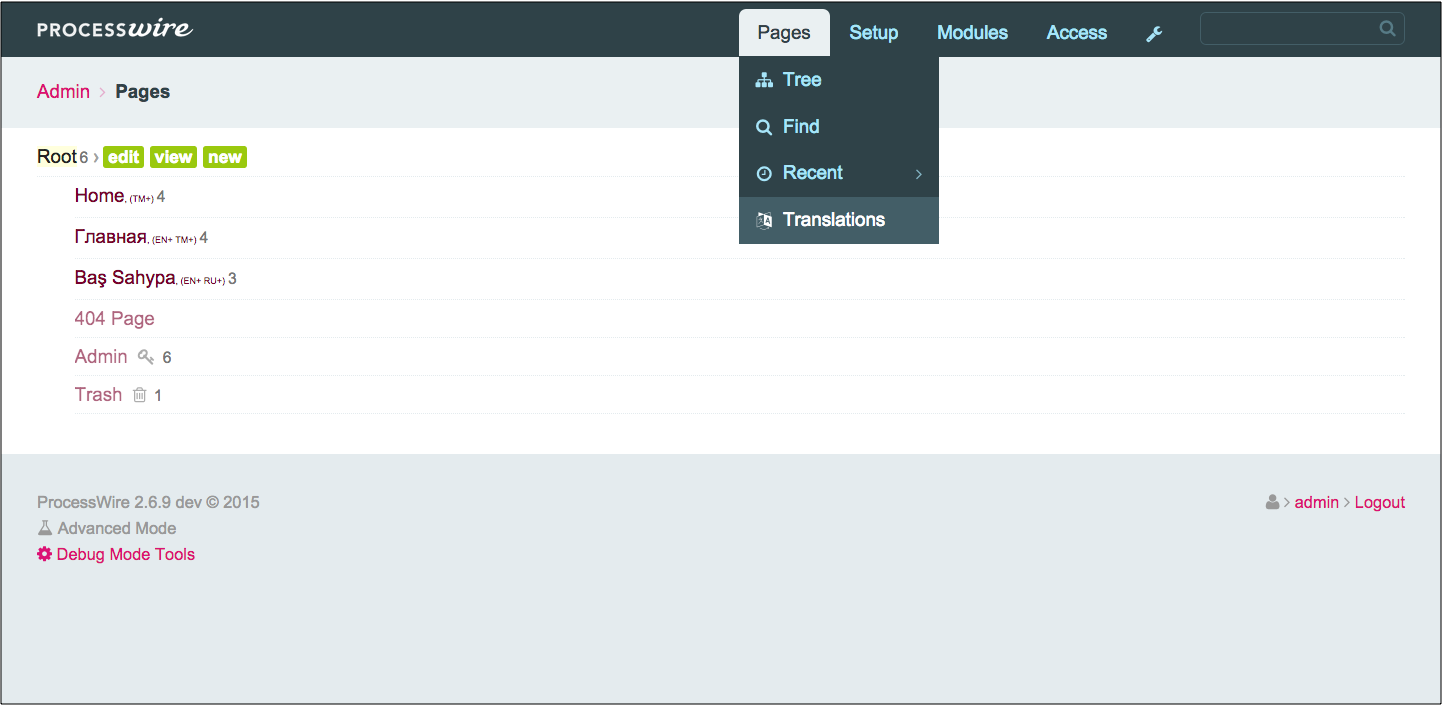 PROCESSwire
Pages Setup Modules Access
Tree
Find
Recent
Translations
Admin › Pages
Root 6 › edit view new
Home, (TM+) 4
Главная, (EN+ TM+) 4
Baş Sahypa, (EN+ RU+) 3
404 Page
Admin 6
Trash 1
ProcessWire 2.6.9 dev © 2015
Advanced Mode
Debug Mode Tools
› admin › Logout